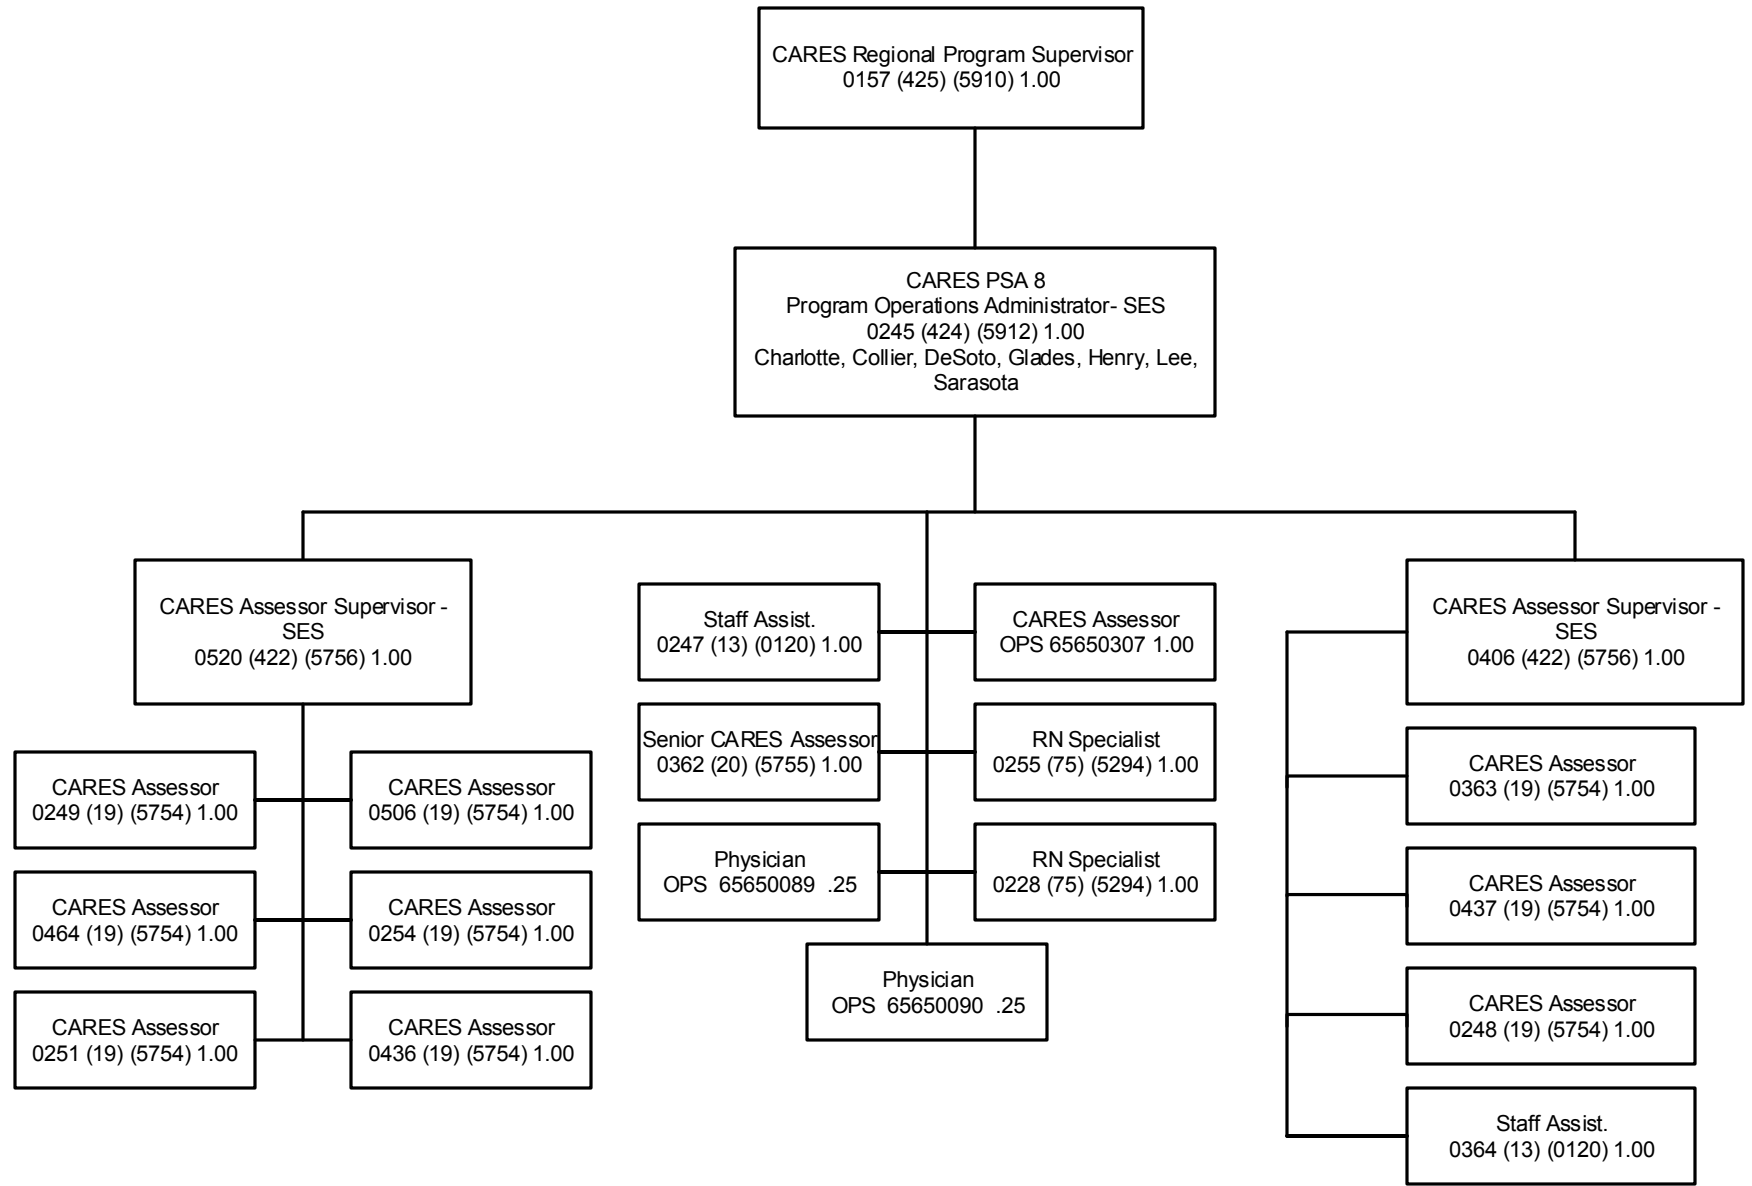 CARES Regional Program Supervisor
0157 (425) (5910) 1.00
CARES PSA 8
Program Operations Administrator- SES
0245 (424) (5912) 1.00
Charlotte, Collier, DeSoto, Glades, Henry, Lee,
Sarasota
CARES Assessor Supervisor -
SES
0520 (422) (5756) 1.00
CARES Assessor
0249 (19) (5754) 1.00
CARES Assessor
0506 (19) (5754) 1.00
CARES Assessor
0464 (19) (5754) 1.00
CARES Assessor
0254 (19) (5754) 1.00
CARES Assessor
0251 (19) (5754) 1.00
CARES Assessor
0436 (19) (5754) 1.00
Staff Assist.
0247 (13) (0120) 1.00
CARES Assessor
OPS 65650307 1.00
Senior CARES Assessor
0362 (20) (5755) 1.00
RN Specialist
0255 (75) (5294) 1.00
Physician
OPS 65650089 .25
RN Specialist
0228 (75) (5294) 1.00
Physician
OPS 65650090 .25
CARES Assessor Supervisor -
SES
0406 (422) (5756) 1.00
CARES Assessor
0363 (19) (5754) 1.00
CARES Assessor
0437 (19) (5754) 1.00
CARES Assessor
0248 (19) (5754) 1.00
Staff Assist.
0364 (13) (0120) 1.00